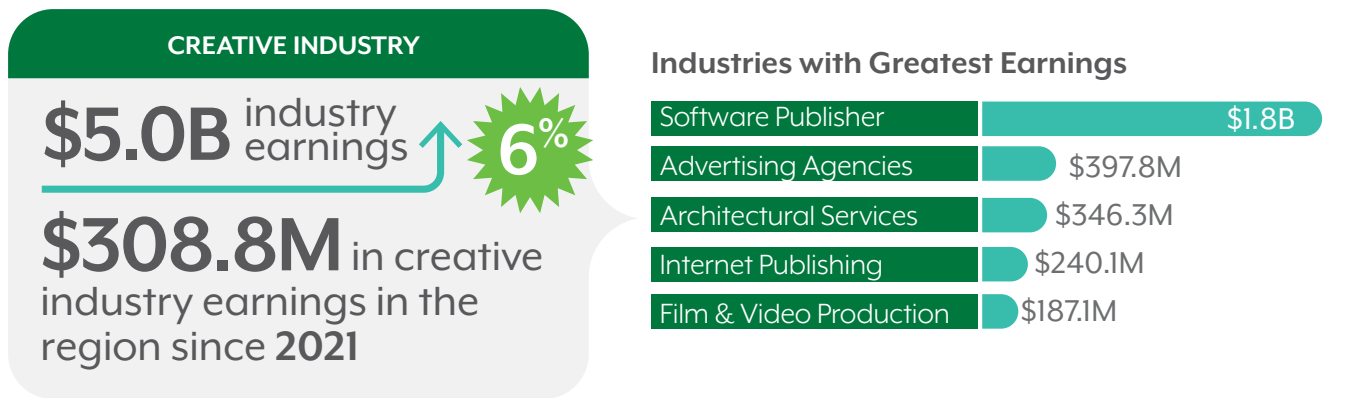 CREATIVE INDUSTRY
$5.0B industry
earnings
6%
$308.8M in creative
industry earnings in the
region since 2021
Industries with Greatest Earnings
Software Publisher $1.8B
Advertising Agencies $397.8M
Architectural Services $346.3M
Internet Publishing $240.1M
Film & Video Production $187.1M